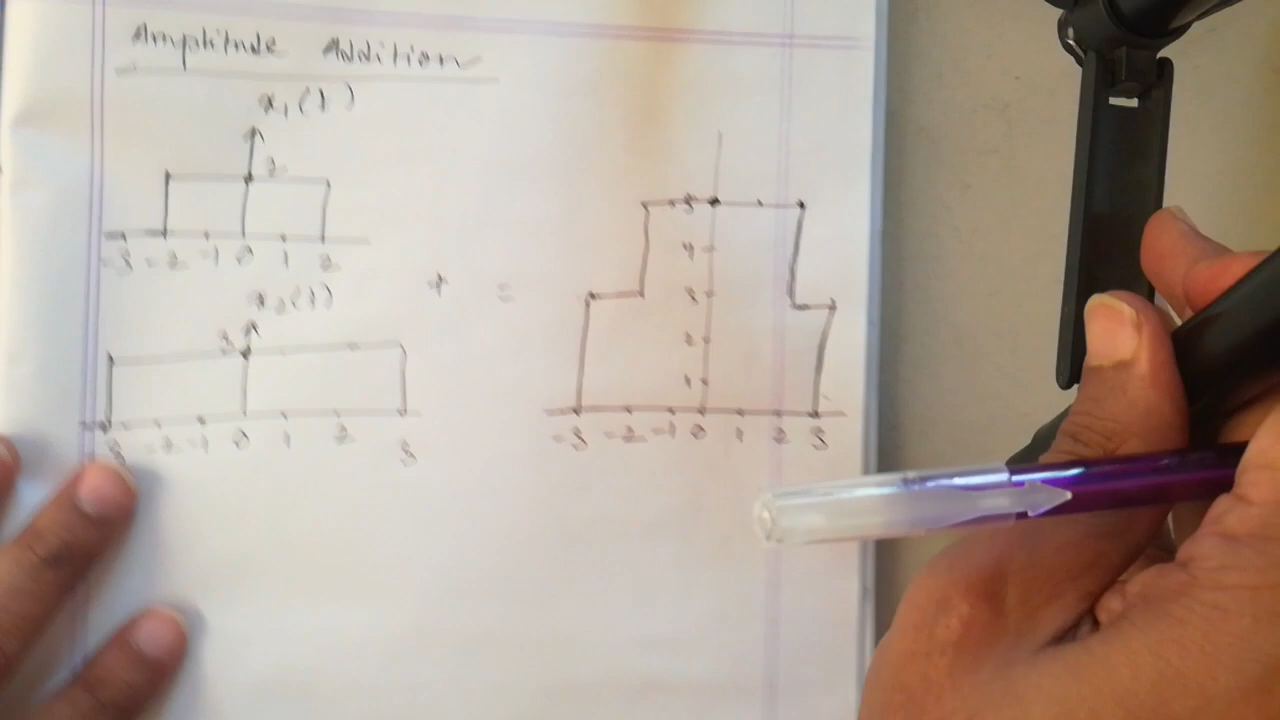 Amplitude Addition
x₁(t)
2
-3 -2 -1 0 1 2
x₂(t)
3
+ =
-3 -2 -1 0 1 2 3
5
4
3
2
1
-3 -2 -1 0 1 2 3